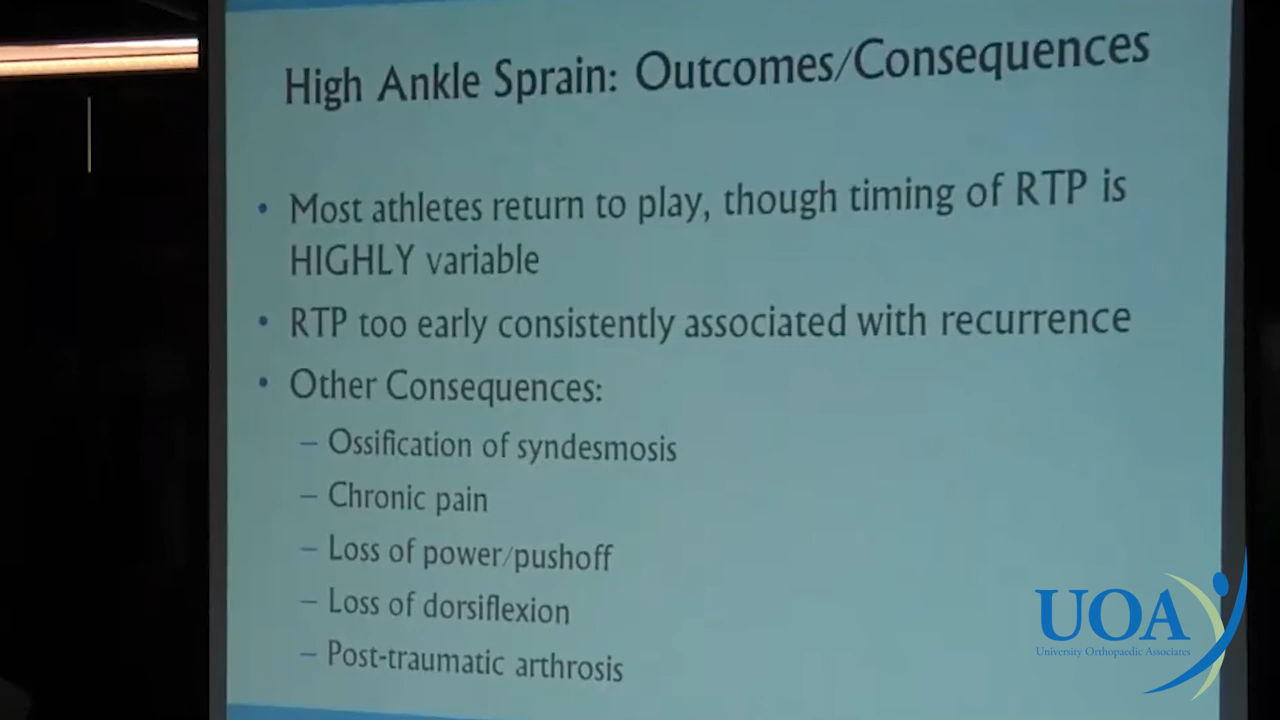 High Ankle Sprain: Outcomes/Consequences
• Most athletes return to play, though timing of RTP is
HIGHLY variable
• RTP too early consistently associated with recurrence
• Other Consequences:
– Ossification of syndesmosis
– Chronic pain
– Loss of power/pushoff
– Loss of dorsiflexion
– Post-traumatic arthrosis
UOA
University Orthopaedic Associates